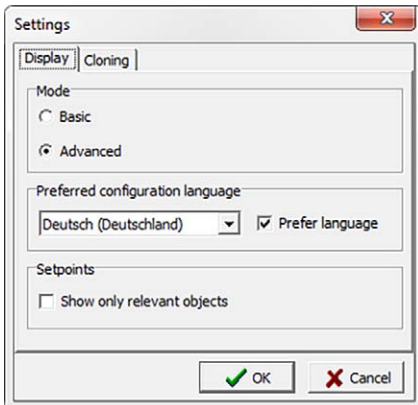 Settings
Display Cloning
Mode
Basic
Advanced
Preferred configuration language
Deutsch (Deutschland) Prefer language
Setpoints
Show only relevant objects
OK Cancel